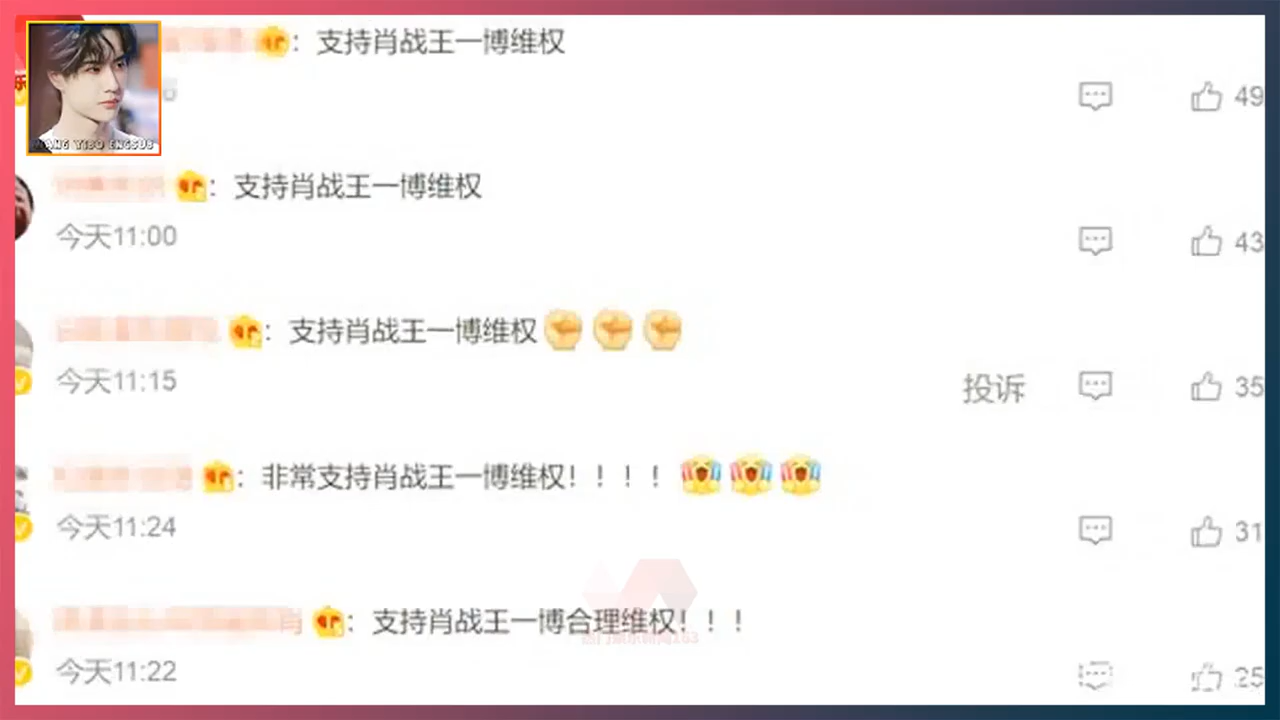 : 支持肖战王一博维权
49
WANG YIBO ENGSUB
: 支持肖战王一博维权
今天11:00
43
: 支持肖战王一博维权
今天11:15
投诉
35
: 非常支持肖战王一博维权！！！！
今天11:24
31
肖: 支持肖战王一博合理维权！！！
今天11:22
25